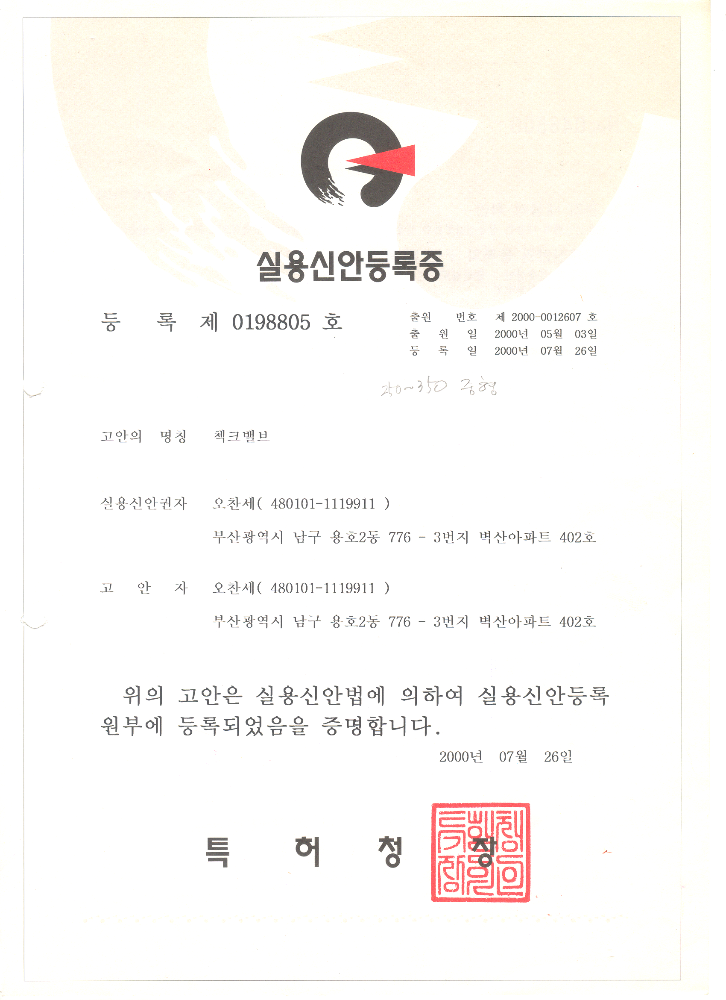 실용신안등록증
등 록 제 0198805 호
출원 번호 제 2000-0012607 호
출 원 일 2000년 05월 03일
등 록 일 2000년 07월 26일
250~350 중형
고안의 명칭 첵크밸브
실용신안권자 오찬세( 480101-1119911 )
부산광역시 남구 용호2동 776 - 3번지 벽산아파트 402호
고 안 자 오찬세( 480101-1119911 )
부산광역시 남구 용호2동 776 - 3번지 벽산아파트 402호
위의 고안은 실용신안법에 의하여 실용신안등록
원부에 등록되었음을 증명합니다.
2000년 07월 26일
특 허 청 장